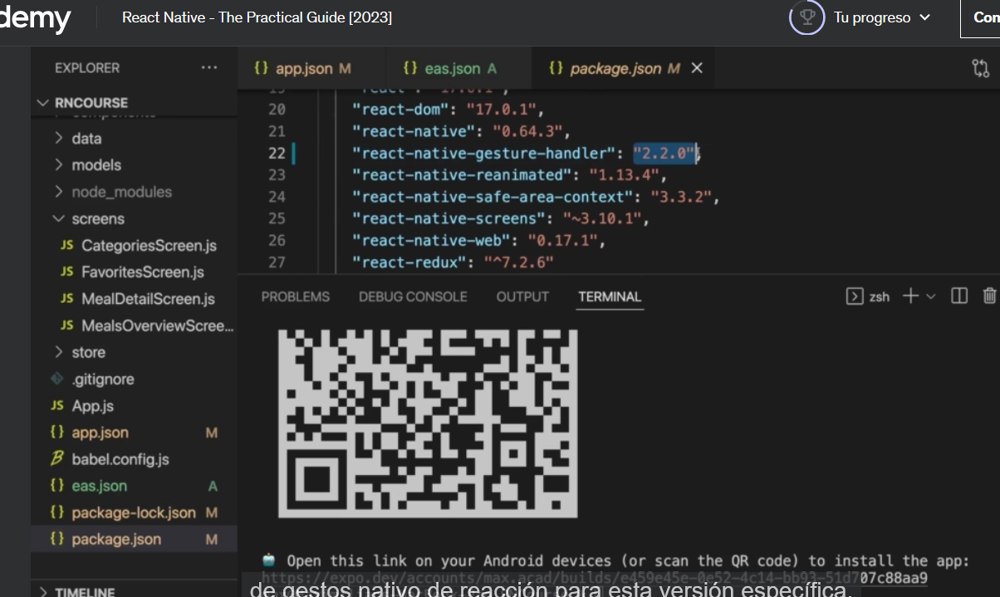 demy
React Native - The Practical Guide [2023]
Tu progreso
EXPLORER
RNCOURSE
components
data
models
node_modules
screens
JS CategoriesScreen.js
JS FavoritesScreen.js
JS MealDetailScreen.js
JS MealsOverviewScree...
store
.gitignore
JS App.js
{} app.json M
babel.config.js
{} eas.json A
{} package-lock.json M
{} package.json M
TIMELINE
{} app.json M
{} eas.json A
{} package.json M
19 "react": "17.0.1",
20 "react-dom": "17.0.1",
21 "react-native": "0.64.3",
22 "react-native-gesture-handler": "2.2.0",
23 "react-native-reanimated": "1.13.4",
24 "react-native-safe-area-context": "3.3.2",
25 "react-native-screens": "~3.10.1",
26 "react-native-web": "0.17.1",
27 "react-redux": "^7.2.6"
PROBLEMS DEBUG CONSOLE OUTPUT TERMINAL
zsh
Open this link on your Android devices (or scan the QR code) to install the app:
https://expo.dev/accounts/max.acad/builds/e459e45e-0e52-4c14-bb93-51d707c88aa9
de gestos nativo de reacción para esta versión específica.